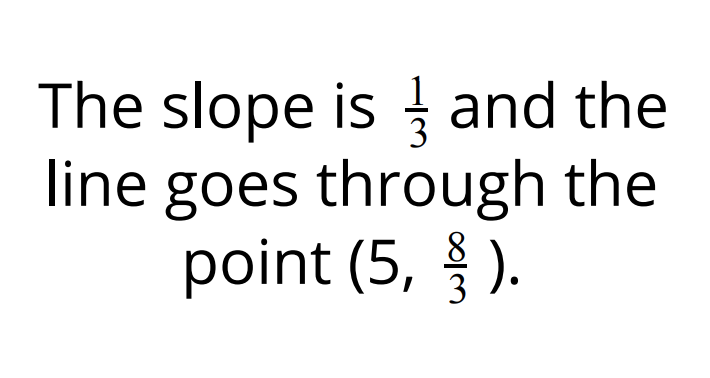 The slope is 1/3 and the
line goes through the
point (5, 8/3 ).